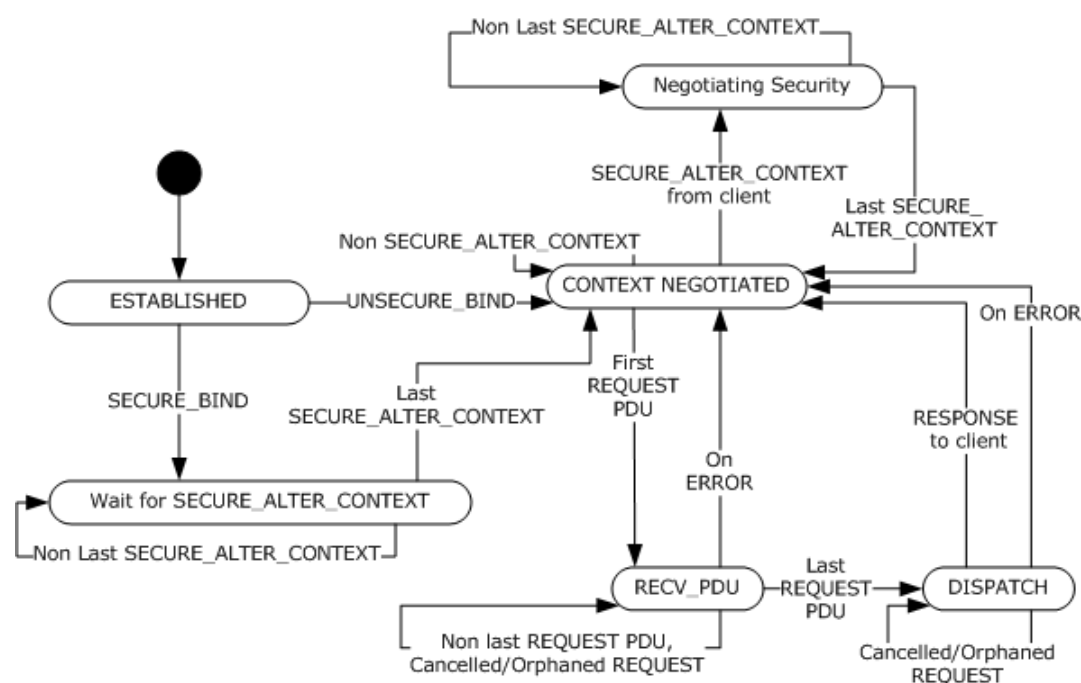 Non Last SECURE_ALTER_CONTEXT
Negotiating Security
SECURE_ALTER_CONTEXT
from client
Last SECURE_
ALTER_CONTEXT
Non SECURE_ALTER_CONTEXT
CONTEXT NEGOTIATED
ESTABLISHED
UNSECURE_BIND
On ERROR
First
REQUEST
PDU
SECURE_BIND
Last
SECURE_ALTER_CONTEXT
RESPONSE
to client
On
ERROR
Wait for SECURE_ALTER_CONTEXT
Non Last SECURE_ALTER_CONTEXT
RECV_PDU
Last
REQUEST
PDU
DISPATCH
Non last REQUEST PDU,
Cancelled/Orphaned REQUEST
Cancelled/Orphaned
REQUEST